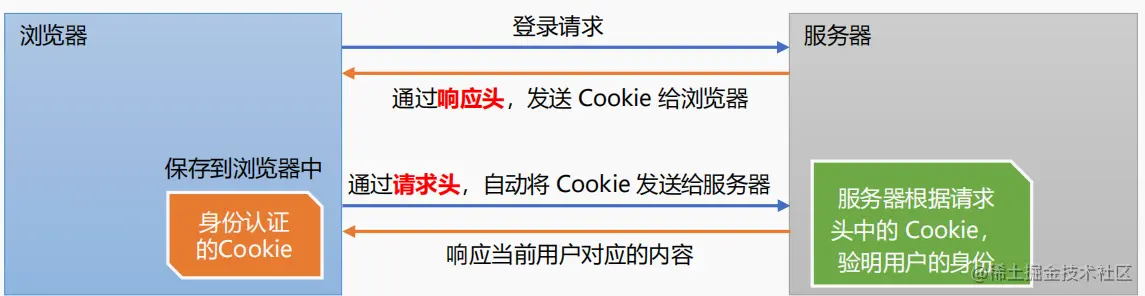 浏览器
登录请求
服务器
通过响应头，发送 Cookie 给浏览器
保存到浏览器中
通过请求头，自动将 Cookie 发送给服务器
身份认证
的Cookie
服务器根据请求
头中的 Cookie，
验明用户的身份
响应当前用户对应的内容
@稀土掘金技术社区